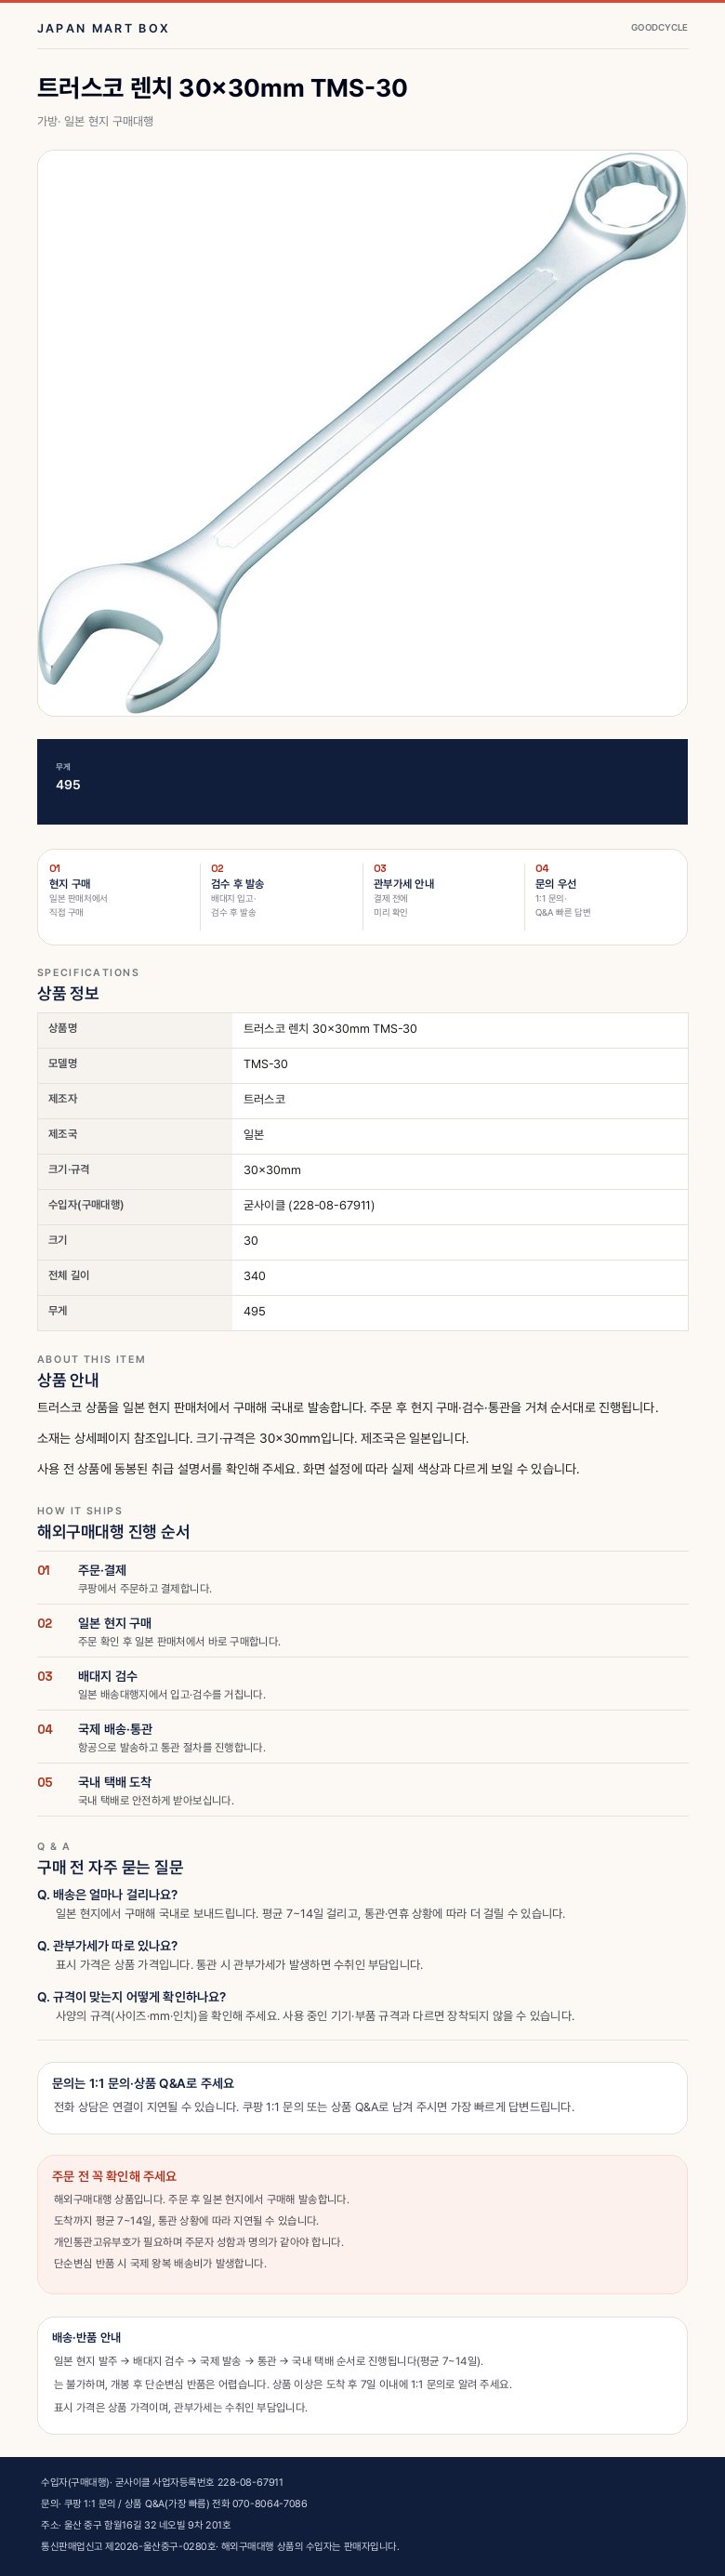 JAPAN MART BOX
GOODCYCLE
트러스코 렌치 30×30mm TMS-30
가방· 일본 현지 구매대행
무게
495
01
현지 구매
일본 판매처에서
직접 구매
02
검수 후 발송
배대지 입고·
검수 후 발송
03
관부가세 안내
결제 전에
미리 확인
04
문의 우선
1:1 문의·
Q&A 빠른 답변
SPECIFICATIONS
상품 정보
상품명 트러스코 렌치 30×30mm TMS-30
모델명 TMS-30
제조자 트러스코
제조국 일본
크기·규격 30×30mm
수입자(구매대행) 굳사이클 (228-08-67911)
크기 30
전체 길이 340
무게 495
ABOUT THIS ITEM
상품 안내
트러스코 상품을 일본 현지 판매처에서 구매해 국내로 발송합니다. 주문 후 현지 구매·검수·통관을 거쳐 순서대로 진행됩니다.
소재는 상세페이지 참조입니다. 크기·규격은 30×30mm입니다. 제조국은 일본입니다.
사용 전 상품에 동봉된 취급 설명서를 확인해 주세요. 화면 설정에 따라 실제 색상과 다르게 보일 수 있습니다.
HOW IT SHIPS
해외구매대행 진행 순서
01 주문·결제
쿠팡에서 주문하고 결제합니다.
02 일본 현지 구매
주문 확인 후 일본 판매처에서 바로 구매합니다.
03 배대지 검수
일본 배송대행지에서 입고·검수를 거칩니다.
04 국제 배송·통관
항공으로 발송하고 통관 절차를 진행합니다.
05 국내 택배 도착
국내 택배로 안전하게 받아보십니다.
Q & A
구매 전 자주 묻는 질문
Q. 배송은 얼마나 걸리나요?
일본 현지에서 구매해 국내로 보내드립니다. 평균 7~14일 걸리고, 통관·연휴 상황에 따라 더 걸릴 수 있습니다.
Q. 관부가세가 따로 있나요?
표시 가격은 상품 가격입니다. 통관 시 관부가세가 발생하면 수취인 부담입니다.
Q. 규격이 맞는지 어떻게 확인하나요?
사양의 규격(사이즈·mm·인치)을 확인해 주세요. 사용 중인 기기·부품 규격과 다르면 장착되지 않을 수 있습니다.
문의는 1:1 문의·상품 Q&A로 주세요
전화 상담은 연결이 지연될 수 있습니다. 쿠팡 1:1 문의 또는 상품 Q&A로 남겨 주시면 가장 빠르게 답변드립니다.
주문 전 꼭 확인해 주세요
해외구매대행 상품입니다. 주문 후 일본 현지에서 구매해 발송합니다.
도착까지 평균 7~14일, 통관 상황에 따라 지연될 수 있습니다.
개인통관고유부호가 필요하며 주문자 성함과 명의가 같아야 합니다.
단순변심 반품 시 국제 왕복 배송비가 발생합니다.
배송·반품 안내
일본 현지 발주 → 배대지 검수 → 국제 발송 → 통관 → 국내 택배 순서로 진행됩니다(평균 7~14일).
는 불가하며, 개봉 후 단순변심 반품은 어렵습니다. 상품 이상은 도착 후 7일 이내에 1:1 문의로 알려 주세요.
표시 가격은 상품 가격이며, 관부가세는 수취인 부담입니다.
수입자(구매대행)· 굳사이클 사업자등록번호 228-08-67911
문의· 쿠팡 1:1 문의 / 상품 Q&A(가장 빠름) 전화 070-8064-7086
주소· 울산 중구 함월16길 32 네오빌 9차 201호
통신판매업신고 제2026-울산중구-0280호· 해외구매대행 상품의 수입자는 판매자입니다.